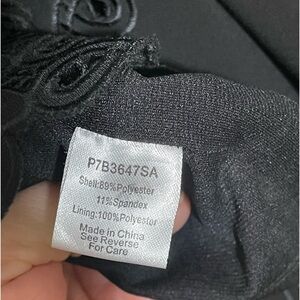 P7B3647SA
Shell:89%Polyester
11%Spandex
Lining:100%Polyester
Made in China
See Reverse
For Care